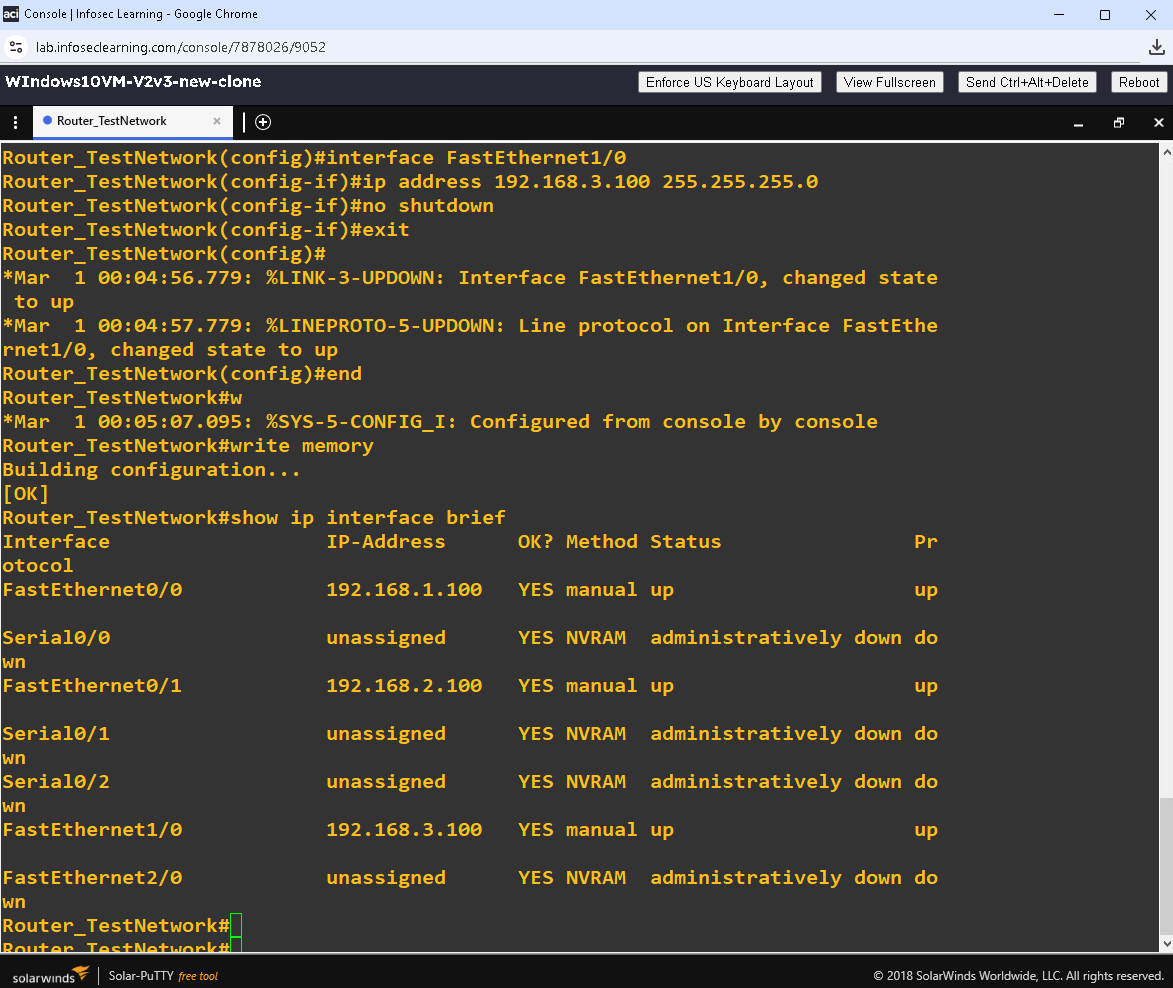 aci Console | Infosec Learning - Google Chrome
lab.infoseclearning.com/console/7878026/9052
WIndows10VM-V2v3-new-clone Enforce US Keyboard Layout View Fullscreen Send Ctrl+Alt+Delete Reboot
Router_TestNetwork
Router_TestNetwork(config)#interface FastEthernet1/0
Router_TestNetwork(config-if)#ip address 192.168.3.100 255.255.255.0
Router_TestNetwork(config-if)#no shutdown
Router_TestNetwork(config-if)#exit
Router_TestNetwork(config)#
*Mar  1 00:04:56.779: %LINK-3-UPDOWN: Interface FastEthernet1/0, changed state
 to up
*Mar  1 00:04:57.779: %LINEPROTO-5-UPDOWN: Line protocol on Interface FastEthe
rnet1/0, changed state to up
Router_TestNetwork(config)#end
Router_TestNetwork#w
*Mar  1 00:05:07.095: %SYS-5-CONFIG_I: Configured from console by console
Router_TestNetwork#write memory
Building configuration...
[OK]
Router_TestNetwork#show ip interface brief
Interface                  IP-Address      OK? Method Status                Pr
otocol
FastEthernet0/0            192.168.1.100   YES manual up                    up
Serial0/0                  unassigned      YES NVRAM  administratively down do
wn
FastEthernet0/1            192.168.2.100   YES manual up                    up
Serial0/1                  unassigned      YES NVRAM  administratively down do
wn
Serial0/2                  unassigned      YES NVRAM  administratively down do
wn
FastEthernet1/0            192.168.3.100   YES manual up                    up
FastEthernet2/0            unassigned      YES NVRAM  administratively down do
wn
Router_TestNetwork#
Router_TestNetwork#
solarwinds Solar-PuTTY free tool © 2018 SolarWinds Worldwide, LLC. All rights reserved.